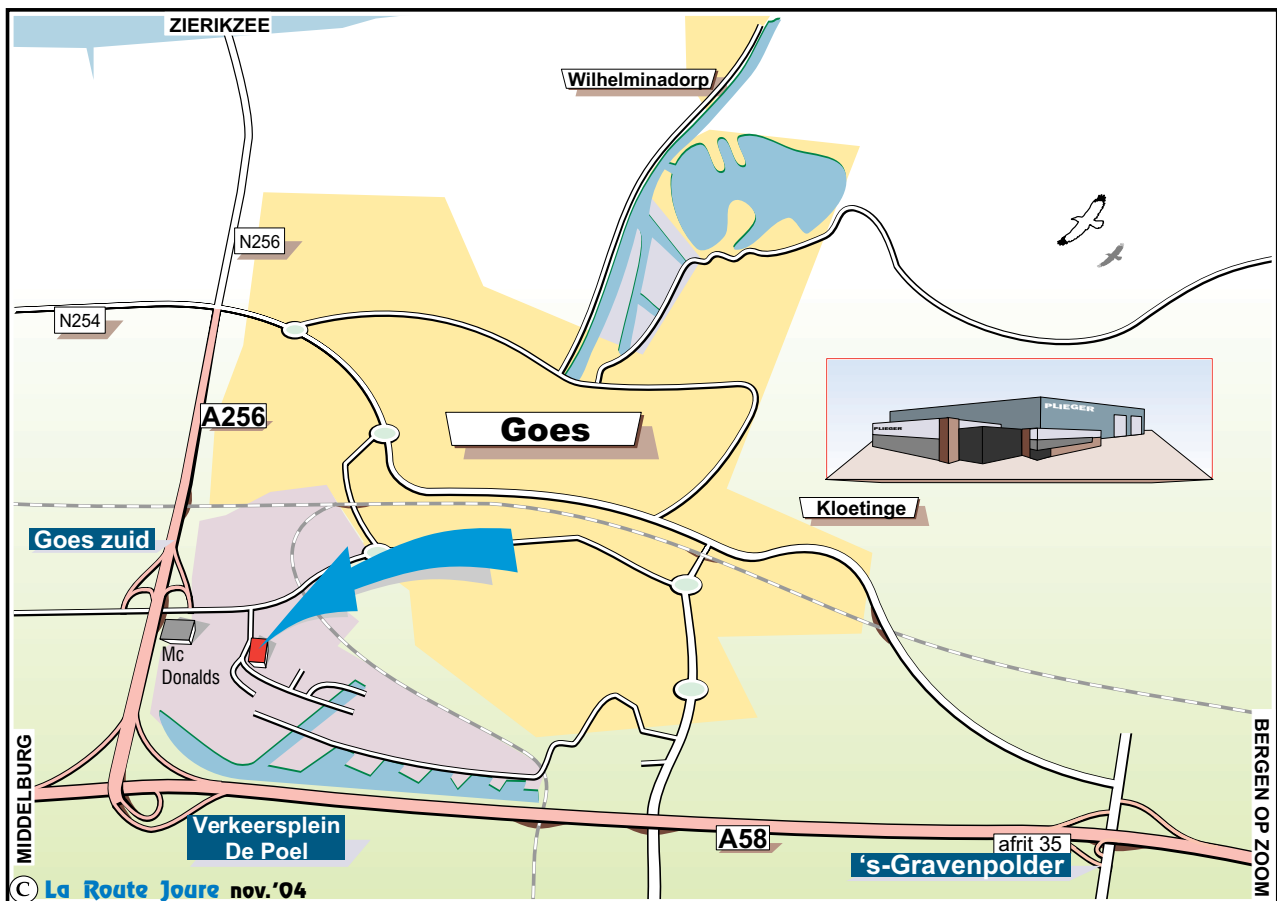 ZIERIKZEE
Wilhelminadorp
N256
N254
A256
Goes
PLIEGER
PLIEGER
Kloetinge
Goes zuid
Mc
Donalds
MIDDELBURG
BERGEN OP ZOOM
Verkeersplein
De Poel
A58
afrit 35
‘s-Gravenpolder
© La Route Joure nov.'04